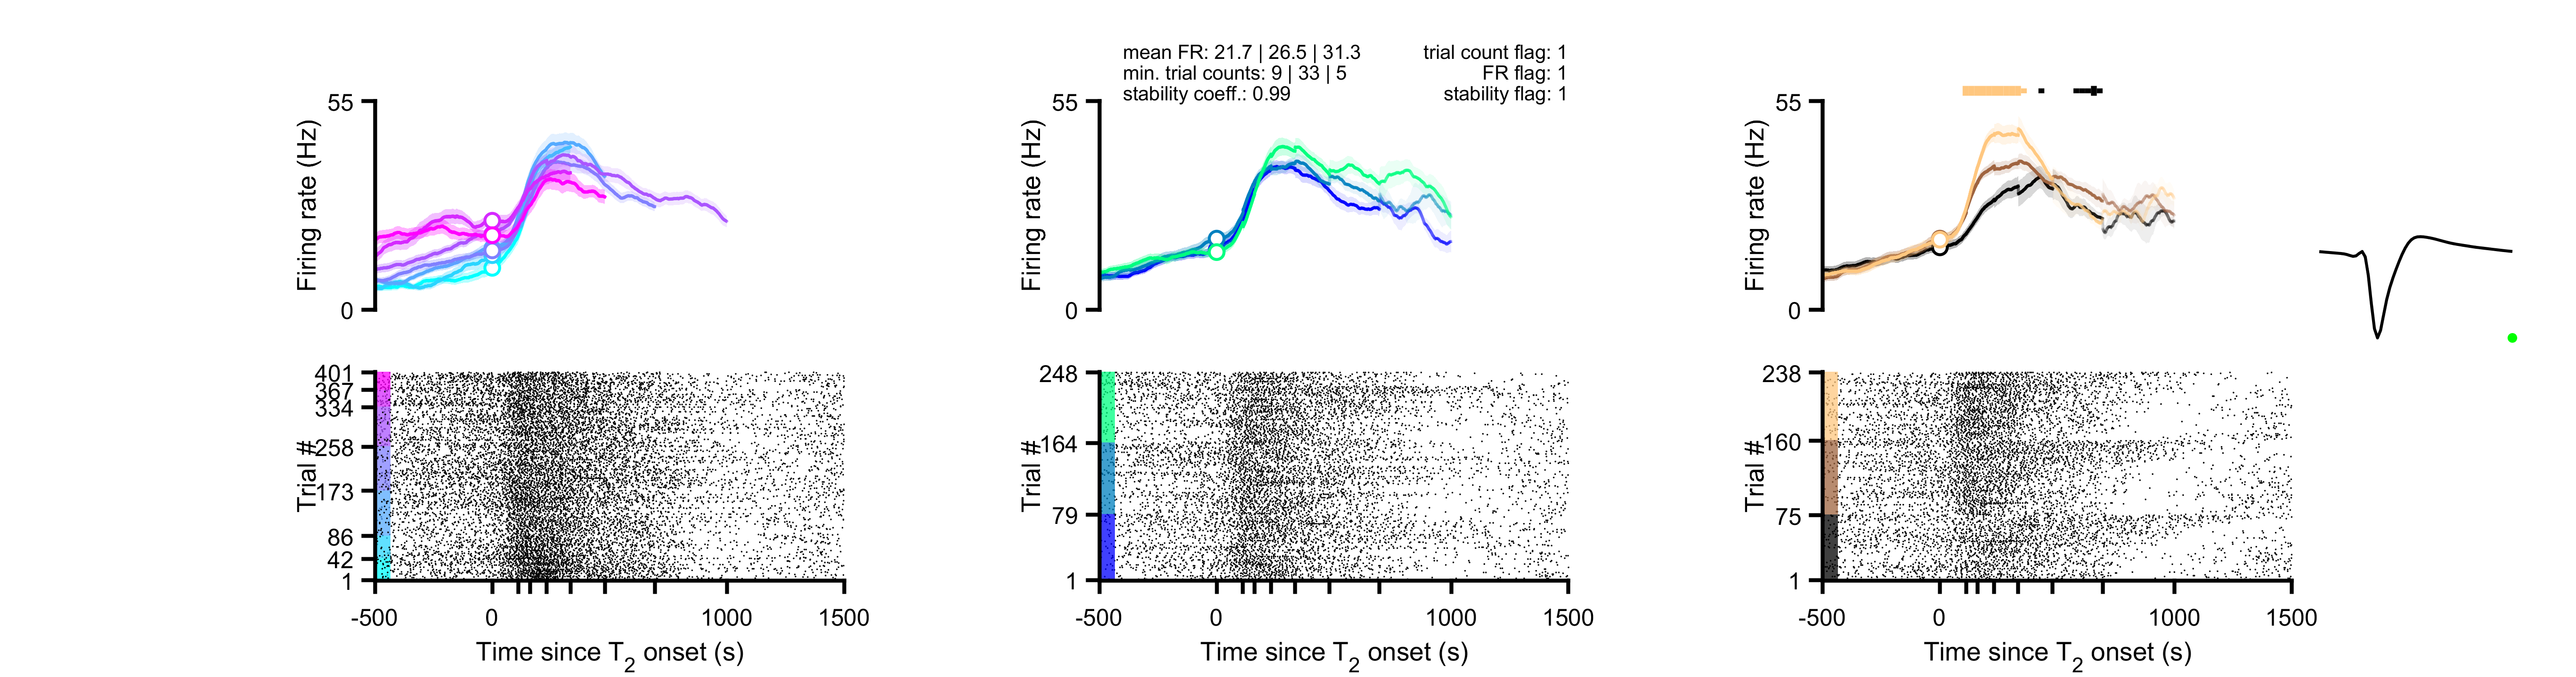 mean FR: 21.7 | 26.5 | 31.3
min. trial counts: 9 | 33 | 5
stability coeff.: 0.99
trial count flag: 1
FR flag: 1
stability flag: 1
55
Firing rate (Hz)
0
55
Firing rate (Hz)
0
55
Firing rate (Hz)
0
401
367
334
258
173
86
42
1
Trial #
-500
0
1000
1500
Time since T2 onset (s)
248
164
79
1
Trial #
-500
0
1000
1500
Time since T2 onset (s)
238
160
75
1
Trial #
-500
0
1000
1500
Time since T2 onset (s)